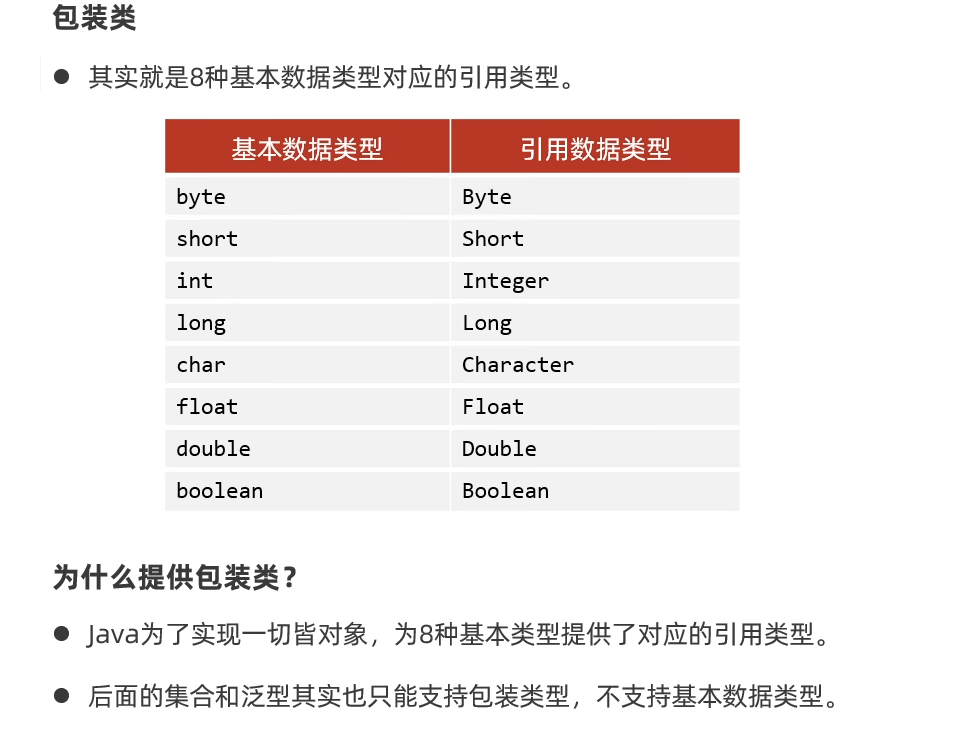 包装类
● 其实就是8种基本数据类型对应的引用类型。
基本数据类型 引用数据类型
byte Byte
short Short
int Integer
long Long
char Character
float Float
double Double
boolean Boolean
为什么提供包装类？
● Java为了实现一切皆对象，为8种基本类型提供了对应的引用类型。
● 后面的集合和泛型其实也只能支持包装类型，不支持基本数据类型。